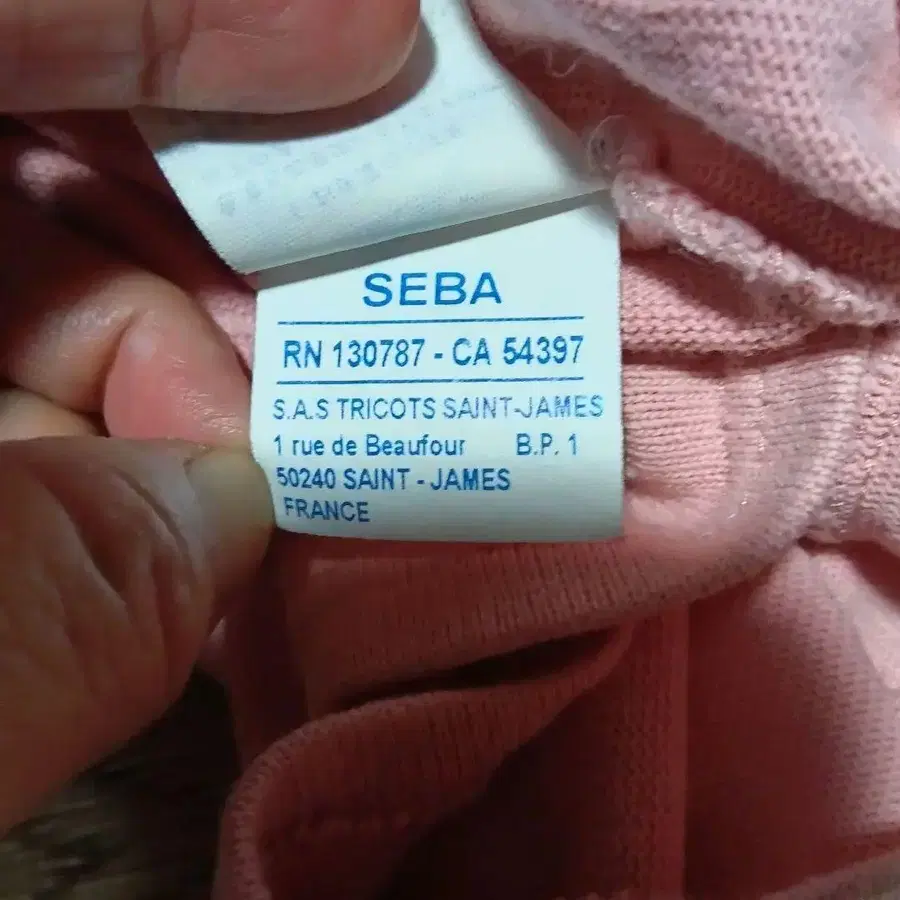 SEBA
RN 130787 - CA 54397
S.A.S TRICOTS SAINT-JAMES
1 rue de Beaufour B.P. 1
50240 SAINT - JAMES
FRANCE